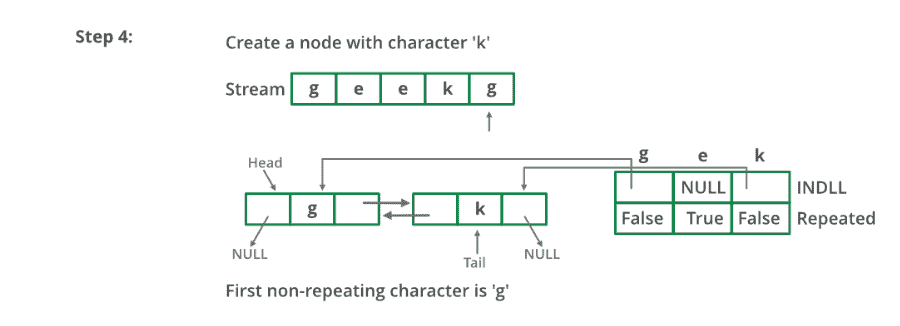 Step 4:
Create a node with character 'k'
Stream g e e k g
g e k
Head
NULL INDLL
g k
False True False Repeated
NULL Tail NULL
First non-repeating character is 'g'